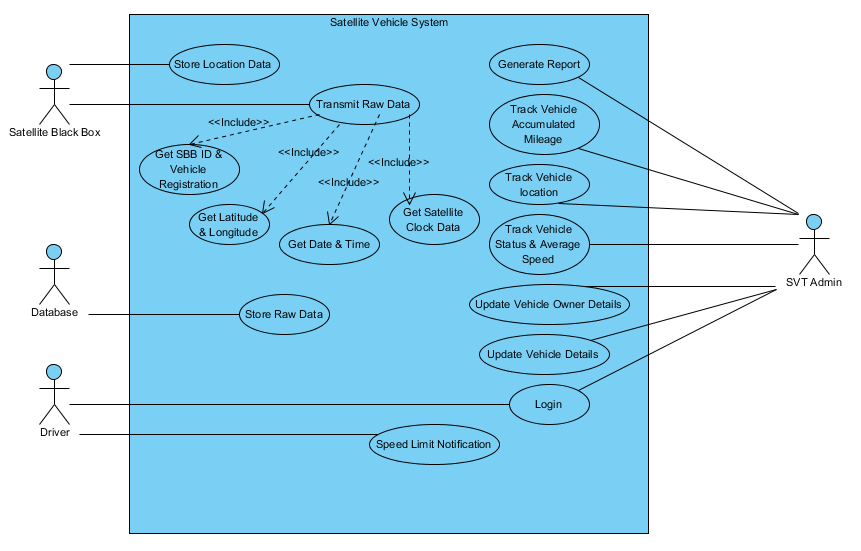 Satellite Vehicle System
Store Location Data
Generate Report
Satellite Black Box
Transmit Raw Data
Track Vehicle
Accumulated
Mileage
<<Include>>
<<Include>>
<<Include>>
<<Include>>
Get SBB ID &
Vehicle
Registration
Track Vehicle
location
Get Latitude
& Longitude
Get Date & Time
Get Satellite
Clock Data
Track Vehicle
Status & Average
Speed
SVT Admin
Database
Store Raw Data
Update Vehicle Owner Details
Update Vehicle Details
Driver
Login
Speed Limit Notification